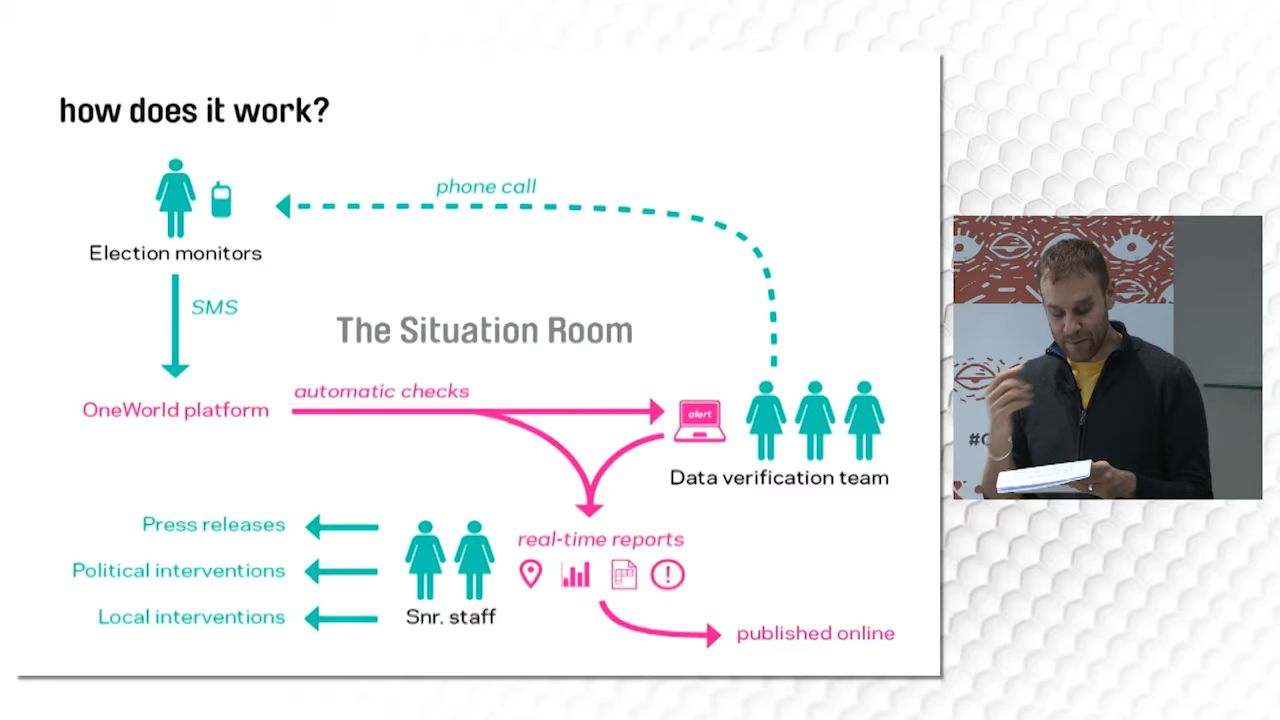 how does it work?
phone call
Election monitors
SMS
The Situation Room
automatic checks
OneWorld platform
alert
Data verification team
Press releases
real-time reports
Political interventions
Local interventions
Snr. staff
published online